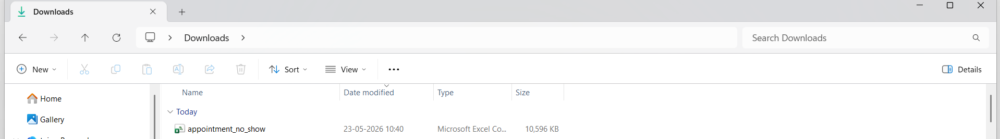 Downloads
Downloads
Search Downloads
New
Sort
View
Details
Name Date modified Type Size
Home
Today
Gallery
appointment_no_show 23-05-2026 10:40 Microsoft Excel Co... 10,596 KB